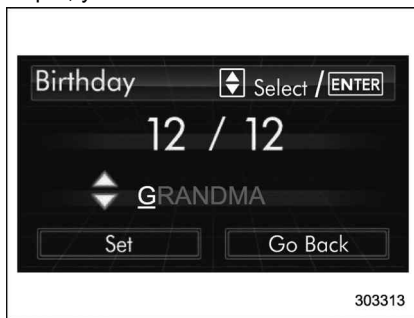 Birthday Select / ENTER
12 / 12
GRANDMA
Set Go Back
303313